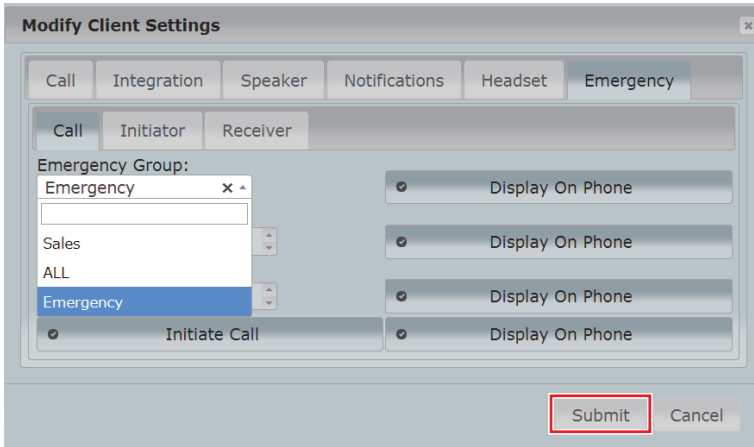 Modify Client Settings
Call Integration Speaker Notifications Headset Emergency
Call Initiator Receiver
Emergency Group:
Emergency
Display On Phone
Sales
Display On Phone
ALL
Emergency
Display On Phone
Initiate Call
Display On Phone
Submit Cancel